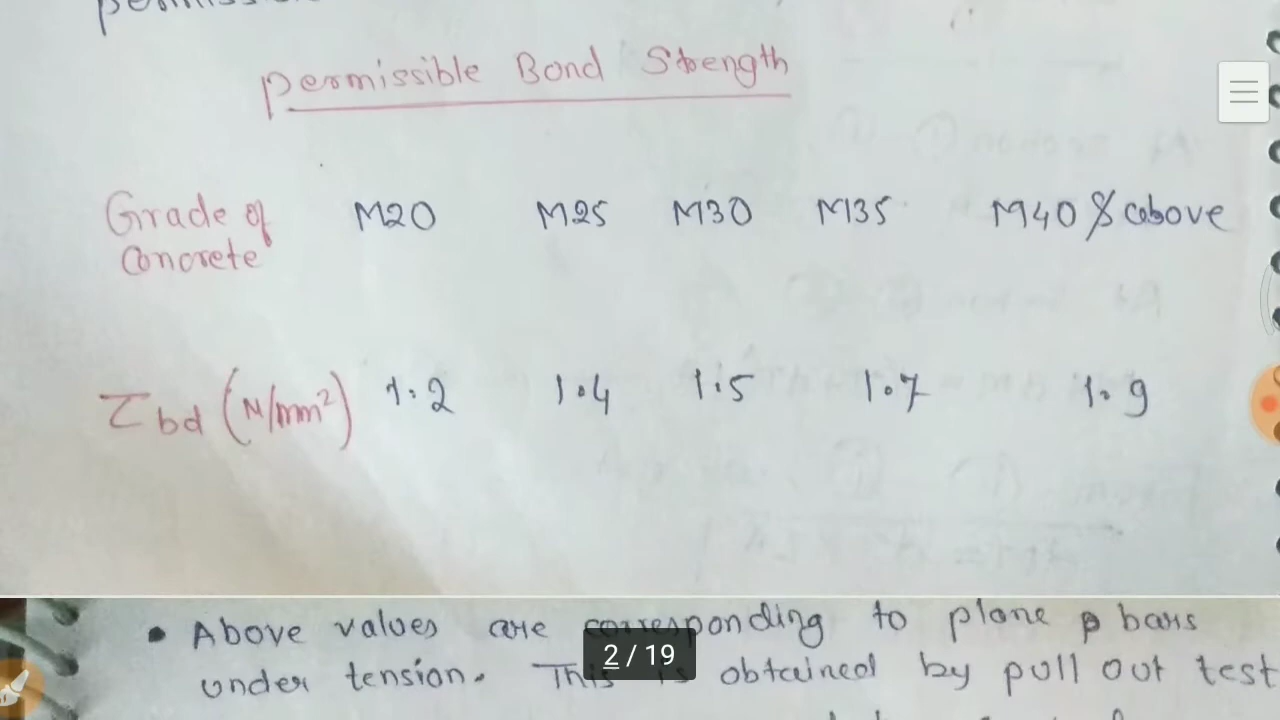 Permissible Bond Strength
Grade of M20 M25 M30 M35 M40 & above
Concrete
τbd (N/mm²) 1.2 1.4 1.5 1.7 1.9
• Above values are corresponding to plane bars
under tension. This is obtained by pull out test
2 / 19